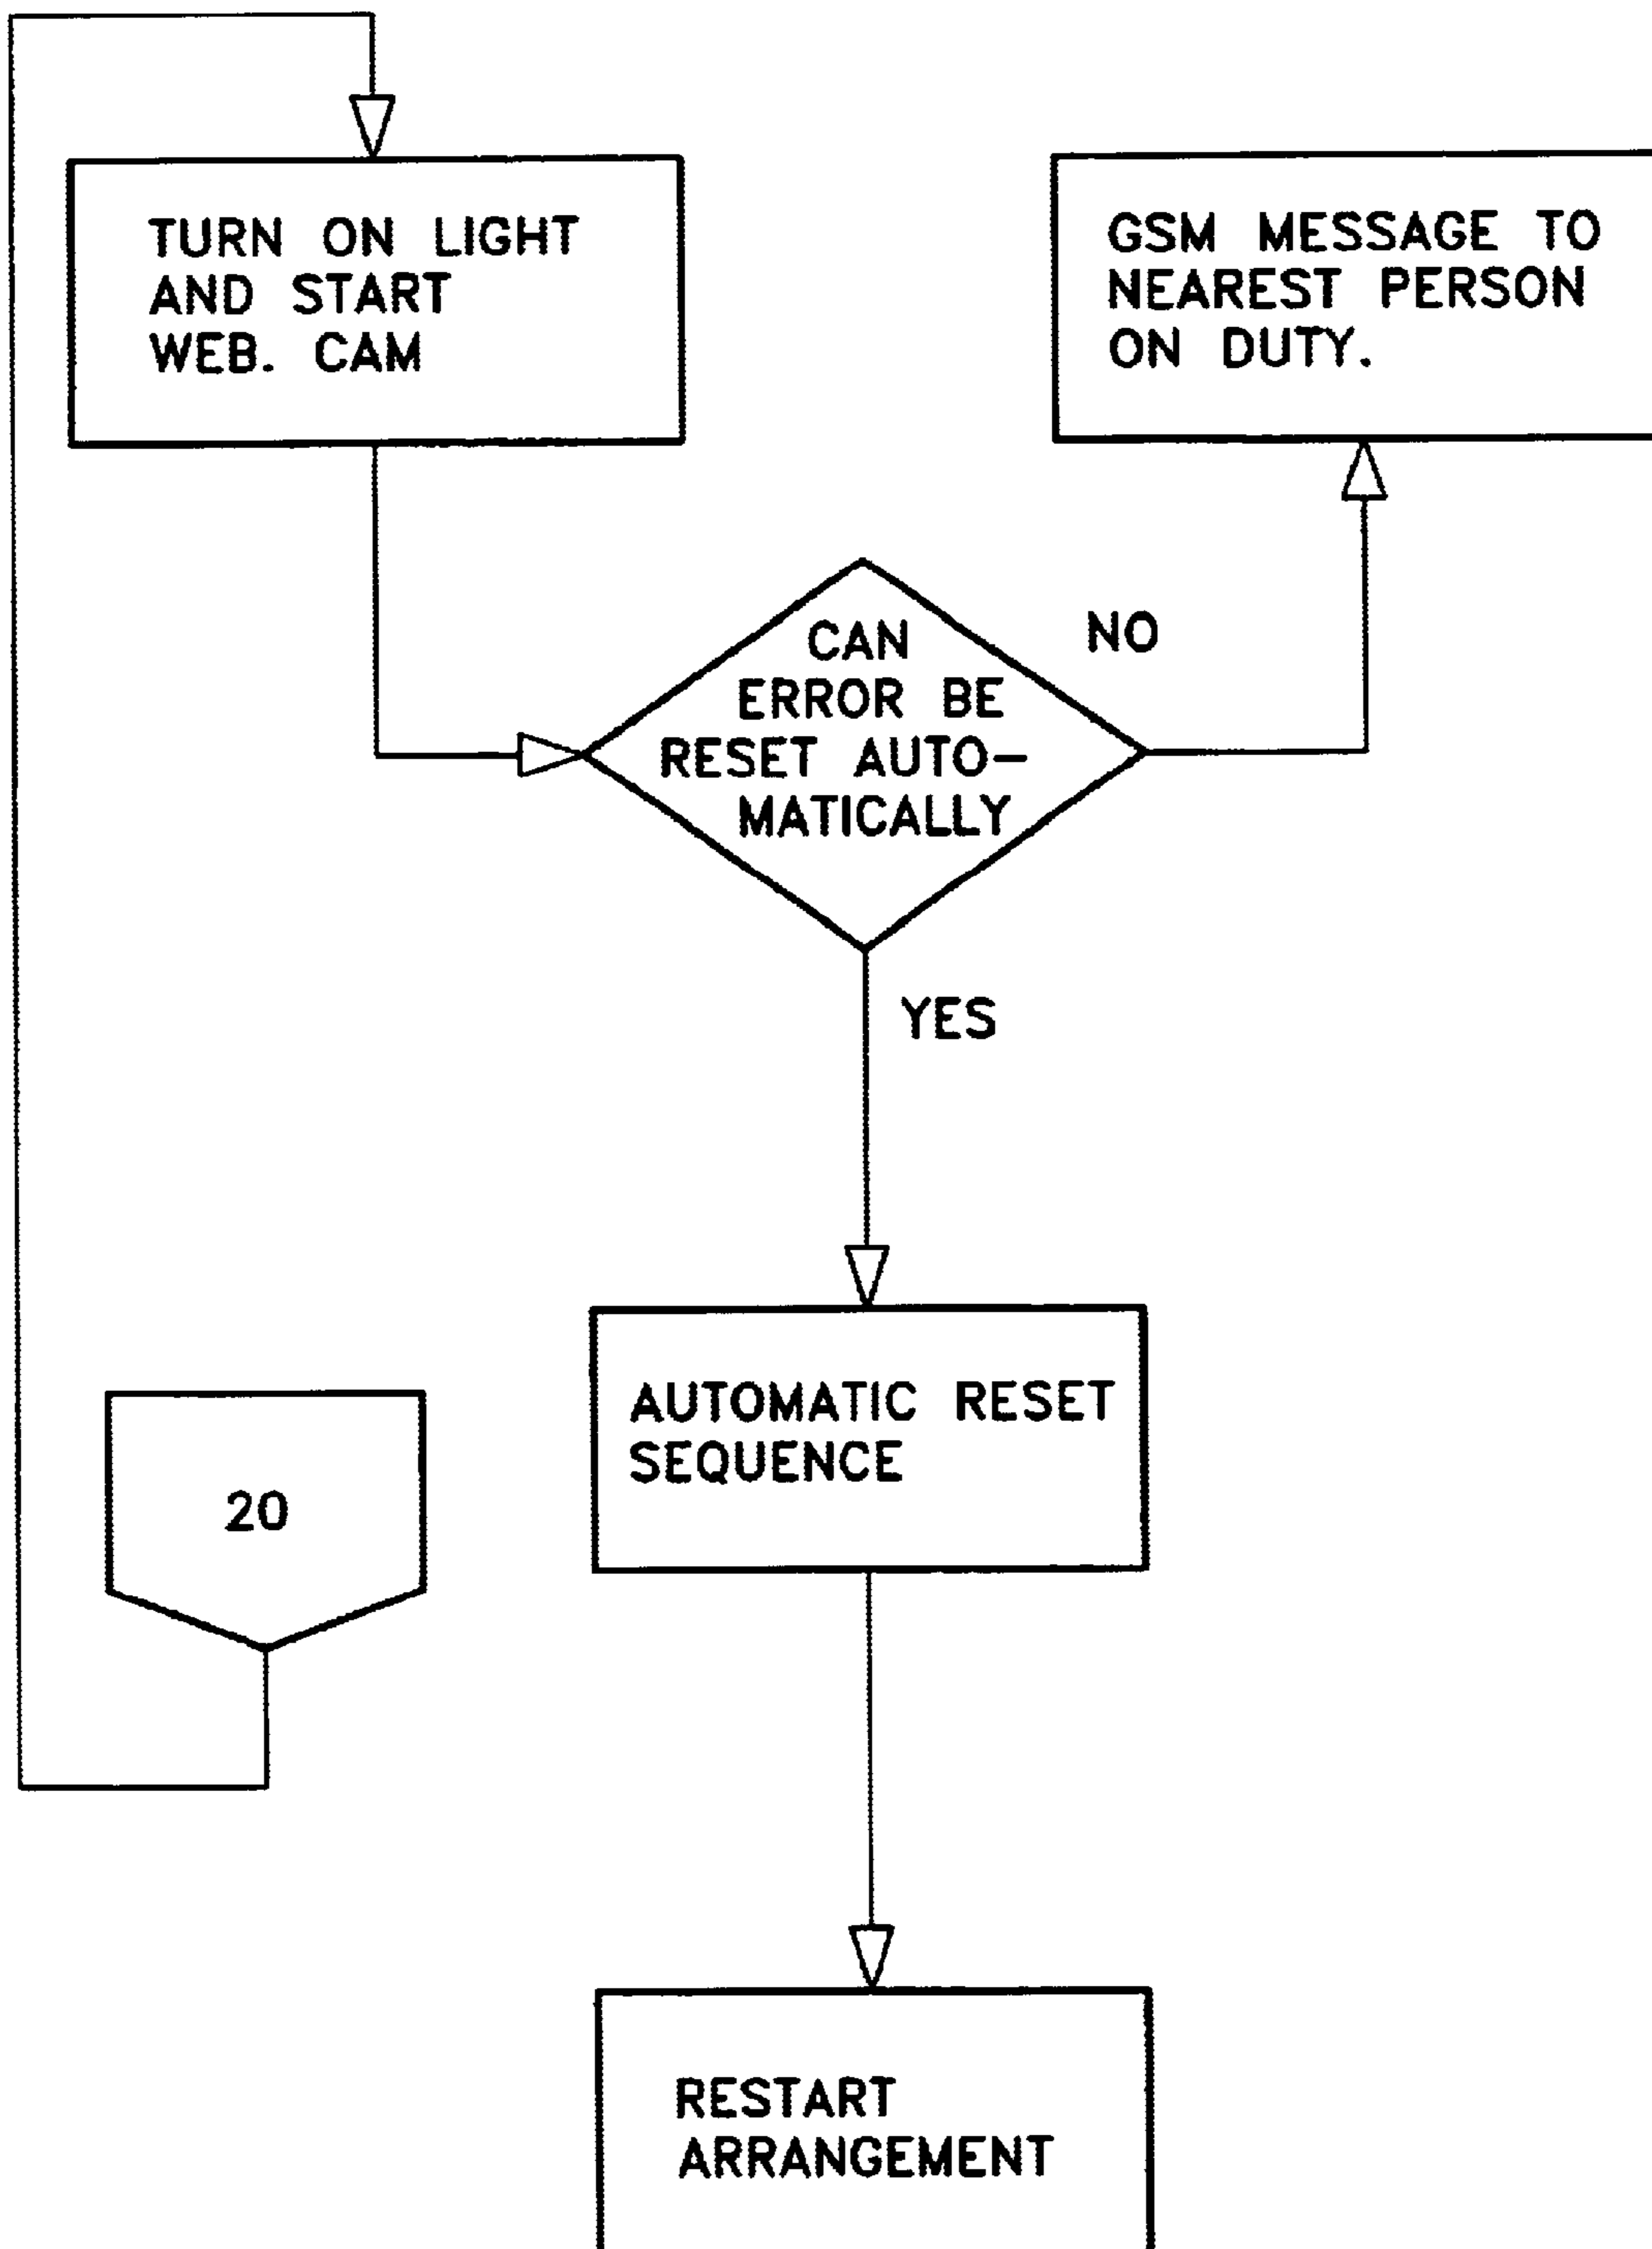 TURN ON LIGHT
AND START
WEB. CAM
GSM MESSAGE TO
NEAREST PERSON
ON DUTY.
CAN
ERROR BE
RESET AUTO-
MATICALLY
NO
YES
AUTOMATIC RESET
SEQUENCE
20
RESTART
ARRANGEMENT